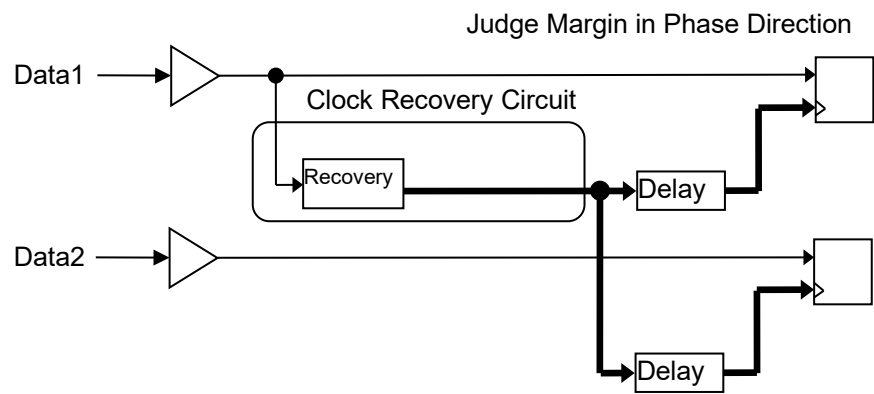 Judge Margin in Phase Direction
Data1
Clock Recovery Circuit
Recovery
Delay
Data2
Delay